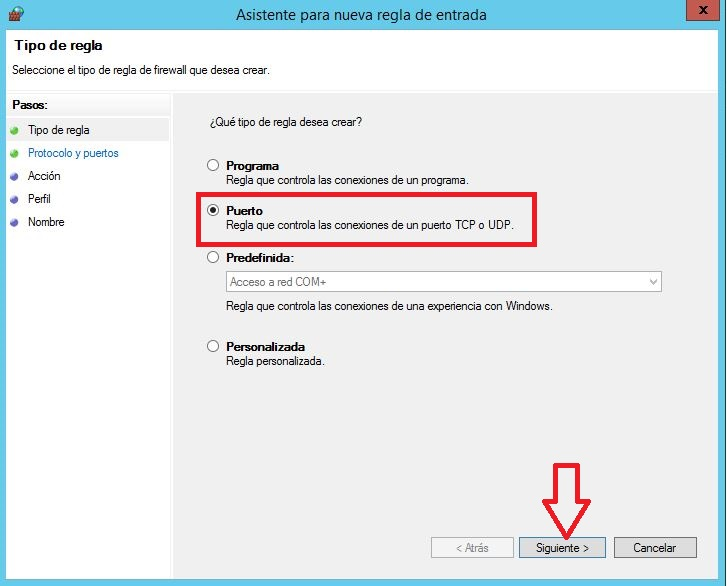 Asistente para nueva regla de entrada
x
Tipo de regla
Seleccione el tipo de regla de firewall que desea crear.
Pasos:
Tipo de regla
Protocolo y puertos
Acción
Perfil
Nombre
¿Qué tipo de regla desea crear?
Programa
Regla que controla las conexiones de un programa.
Puerto
Regla que controla las conexiones de un puerto TCP o UDP.
Predefinida:
Acceso a red COM+
Regla que controla las conexiones de una experiencia con Windows.
Personalizada
Regla personalizada.
< Atrás
Siguiente >
Cancelar